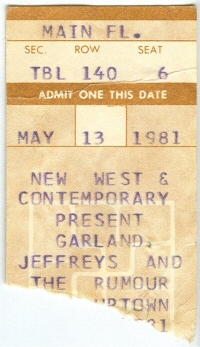 MAIN FL.
SEC. ROW SEAT
TBL 140 6
ADMIT ONE THIS DATE
MAY 13 1981
NEW WEST &
CONTEMPORARY
PRESENT
GARLAND
JEFFREYS AND
THE RUMOUR